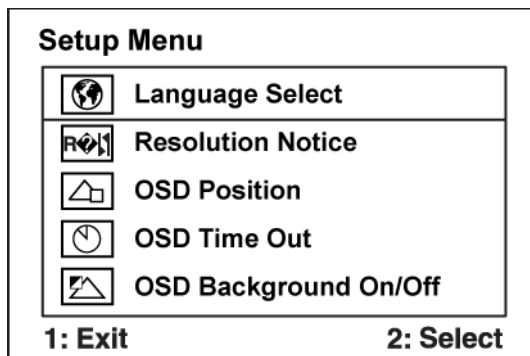 Setup Menu
Language Select
Resolution Notice
OSD Position
OSD Time Out
OSD Background On/Off
1: Exit 2: Select